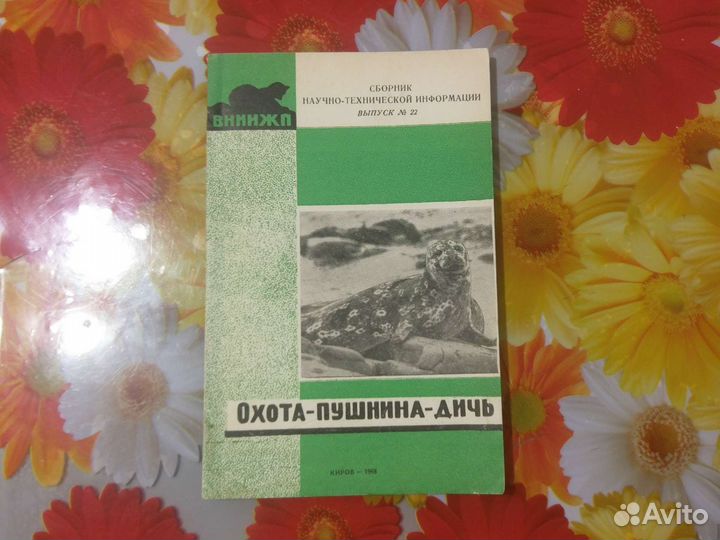 ВНИИЖП
СБОРНИК
НАУЧНО-ТЕХНИЧЕСКОЙ ИНФОРМАЦИИ
ВЫПУСК № 22
ОХОТА-ПУШНИНА-ДИЧЬ
КИРОВ — 1968
Avito